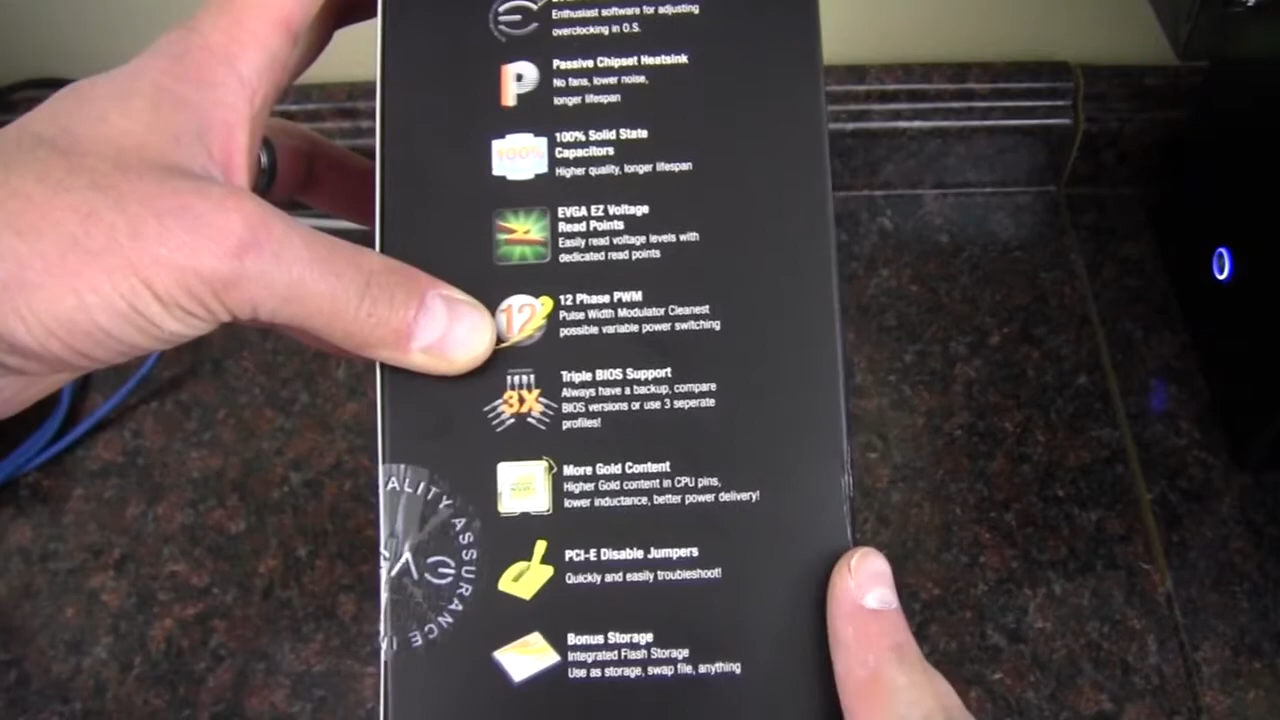 Enthusiast software for adjusting
overclocking in O.S.
Passive Chipset Heatsink
No fans, lower noise,
longer lifespan
100%
100% Solid State
Capacitors
Higher quality, longer lifespan
EVGA EZ Voltage
Read Points
Easily read voltage levels with
dedicated read points
12
12 Phase PWM
Pulse Width Modulator Cleanest
possible variable power switching
3X
Triple BIOS Support
Always have a backup, compare
BIOS versions or use 3 seperate
profiles!
More Gold Content
Higher Gold content in CPU pins,
lower inductance, better power delivery!
PCI-E Disable Jumpers
Quickly and easily troubleshoot!
Bonus Storage
Integrated Flash Storage
Use as storage, swap file, anything
ALITY ASSURANCE